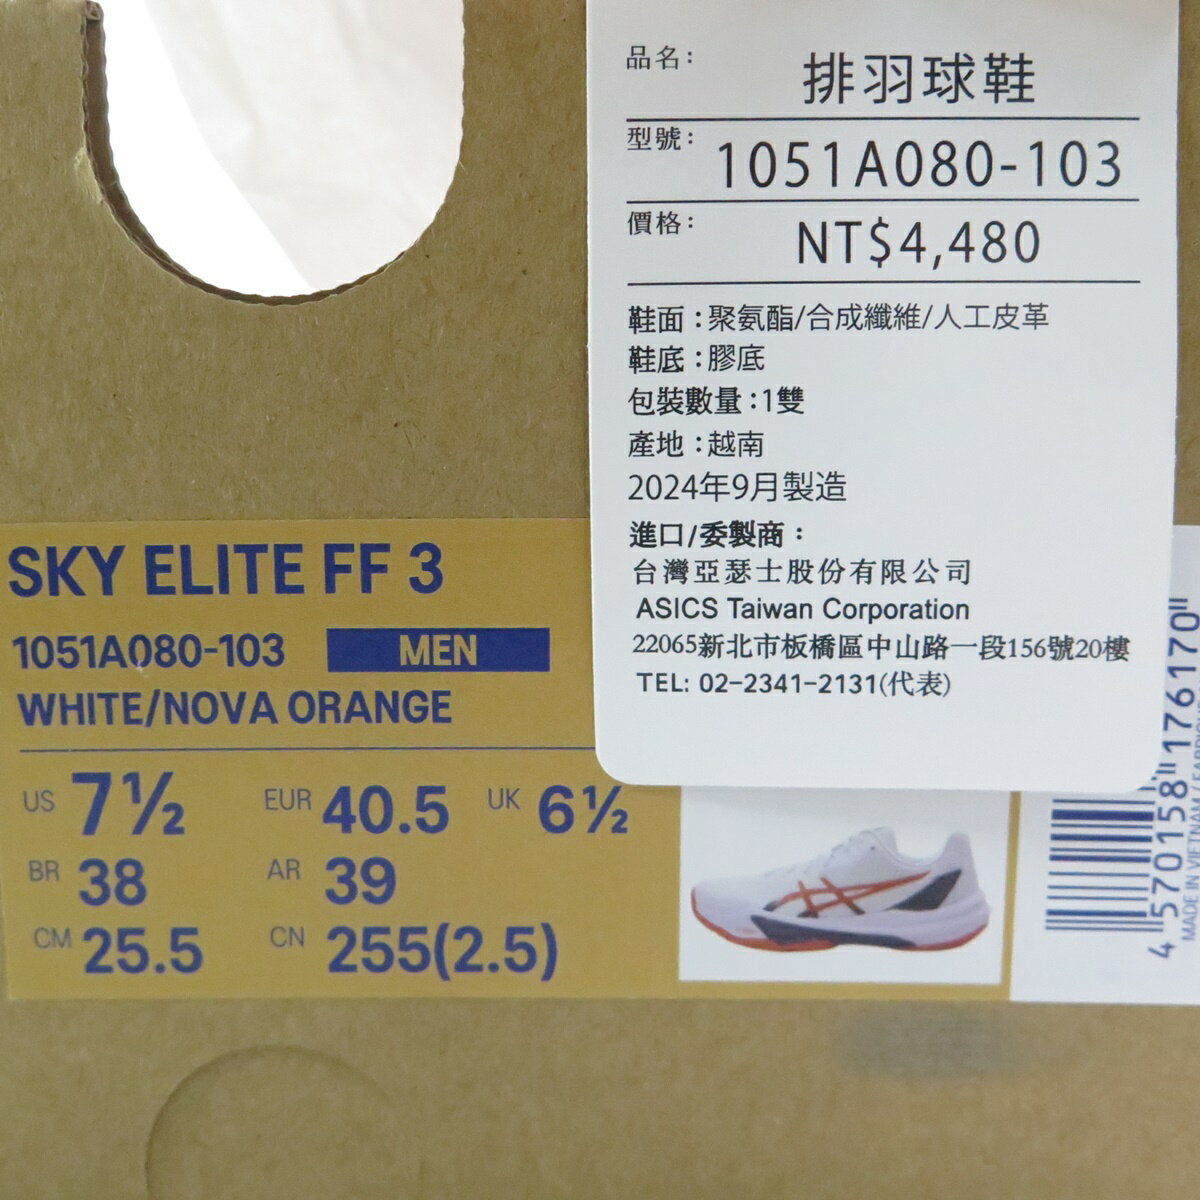 品名：
排羽球鞋
型號：
1051A080-103
價格：
NT$4,480
鞋面：聚氨酯/合成纖維/人工皮革
鞋底：膠底
包裝數量：1雙
產地：越南
2024年9月製造
進口/委製商：
台灣亞瑟士股份有限公司
ASICS Taiwan Corporation
22065新北市板橋區中山路一段156號20樓
TEL: 02-2341-2131(代表)
SKY ELITE FF 3
1051A080-103 MEN
WHITE/NOVA ORANGE
US 7½ EUR 40.5 UK 6½
BR 38 AR 39
CM 25.5 CN 255(2.5)
4 570158 176170
MADE IN VIETNAM